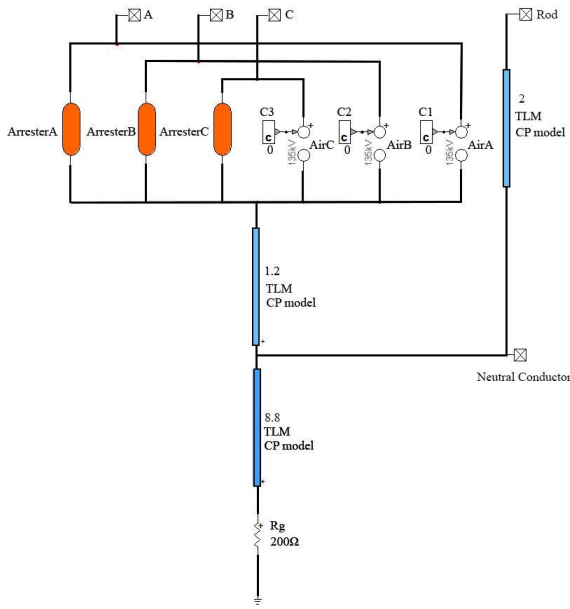 A
B
C
Rod
ArresterA
ArresterB
ArresterC
C3
c
0
135kV
AirC
C2
c
0
135kV
AirB
C1
c
0
135kV
AirA
2
TLM
CP model
1.2
TLM
CP model
Neutral Conductor
8.8
TLM
CP model
Rg
200Ω